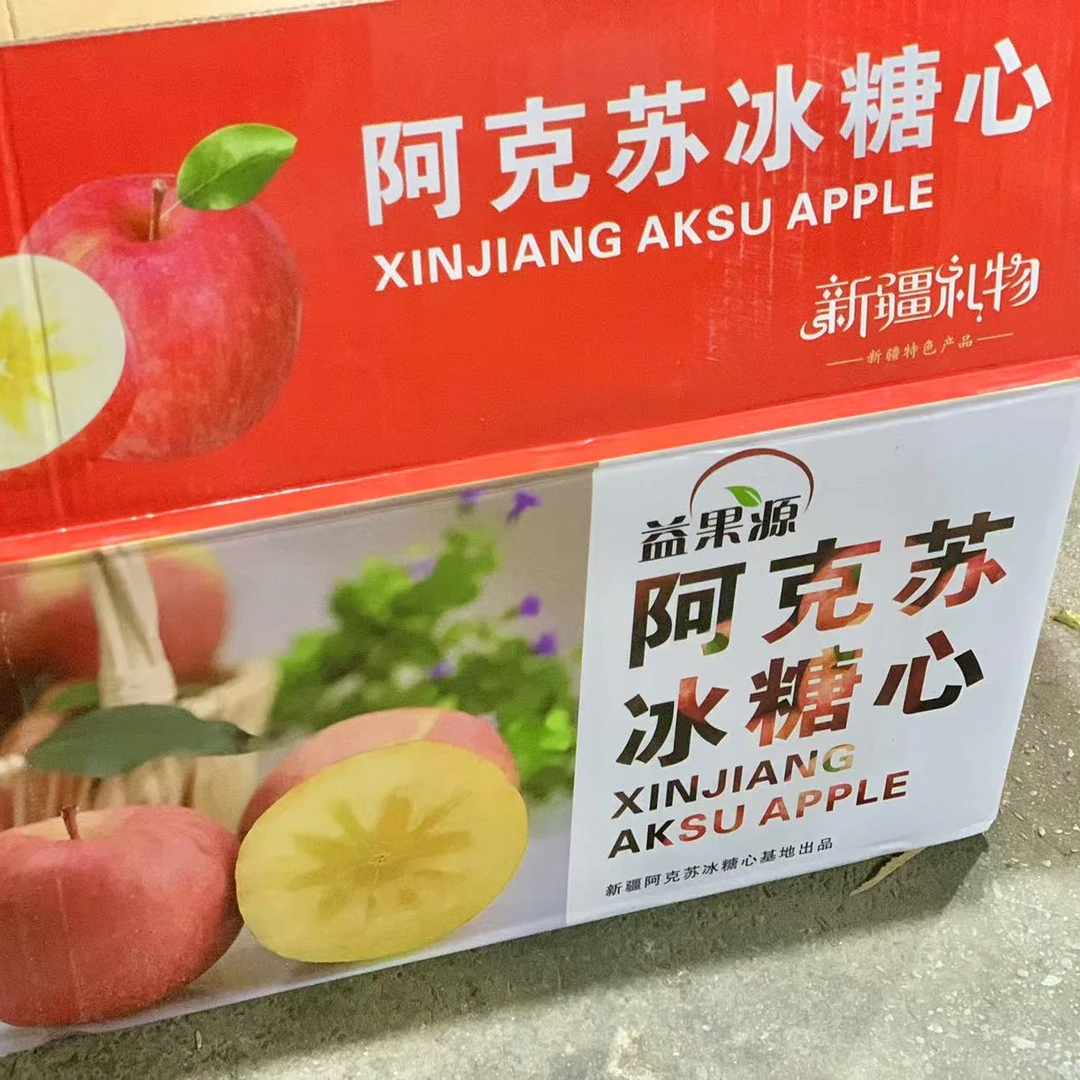 阿克苏冰糖心
XINJIANG AKSU APPLE
新疆礼物
新疆特色产品
益果源
阿克苏
冰糖心
XINJIANG
AKSU APPLE
新疆阿克苏冰糖心基地出品